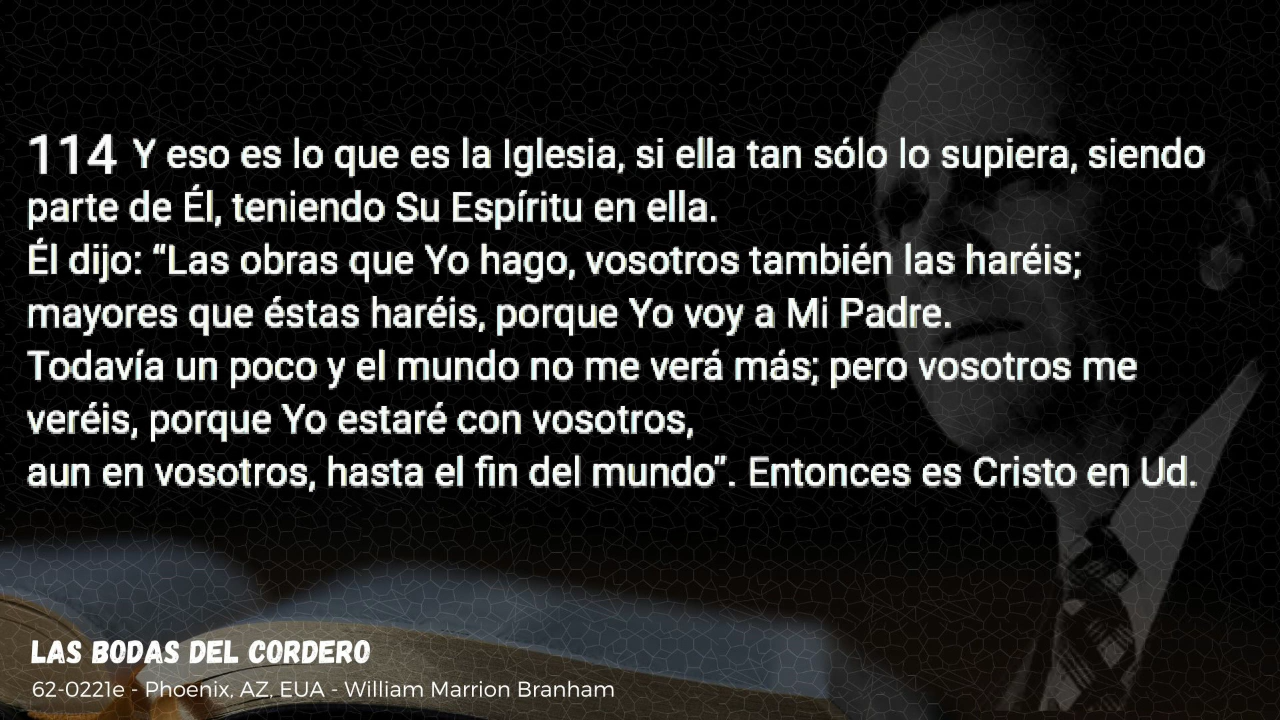 114 Y eso es lo que es la Iglesia, si ella tan sólo lo supiera, siendo
parte de Él, teniendo Su Espíritu en ella.
Él dijo: “Las obras que Yo hago, vosotros también las haréis;
mayores que éstas haréis, porque Yo voy a Mi Padre.
Todavía un poco y el mundo no me verá más; pero vosotros me
veréis, porque Yo estaré con vosotros,
aun en vosotros, hasta el fin del mundo”. Entonces es Cristo en Ud.
LAS BODAS DEL CORDERO
62-0221e - Phoenix, AZ, EUA - William Marrion Branham